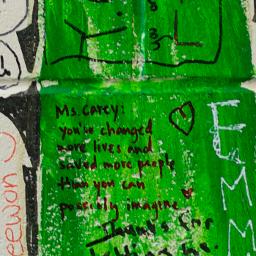 Ms. Carey:
you've changed
more lives and
saved more people
than you can
possibly imagine
Thanks for
EMM
eewon